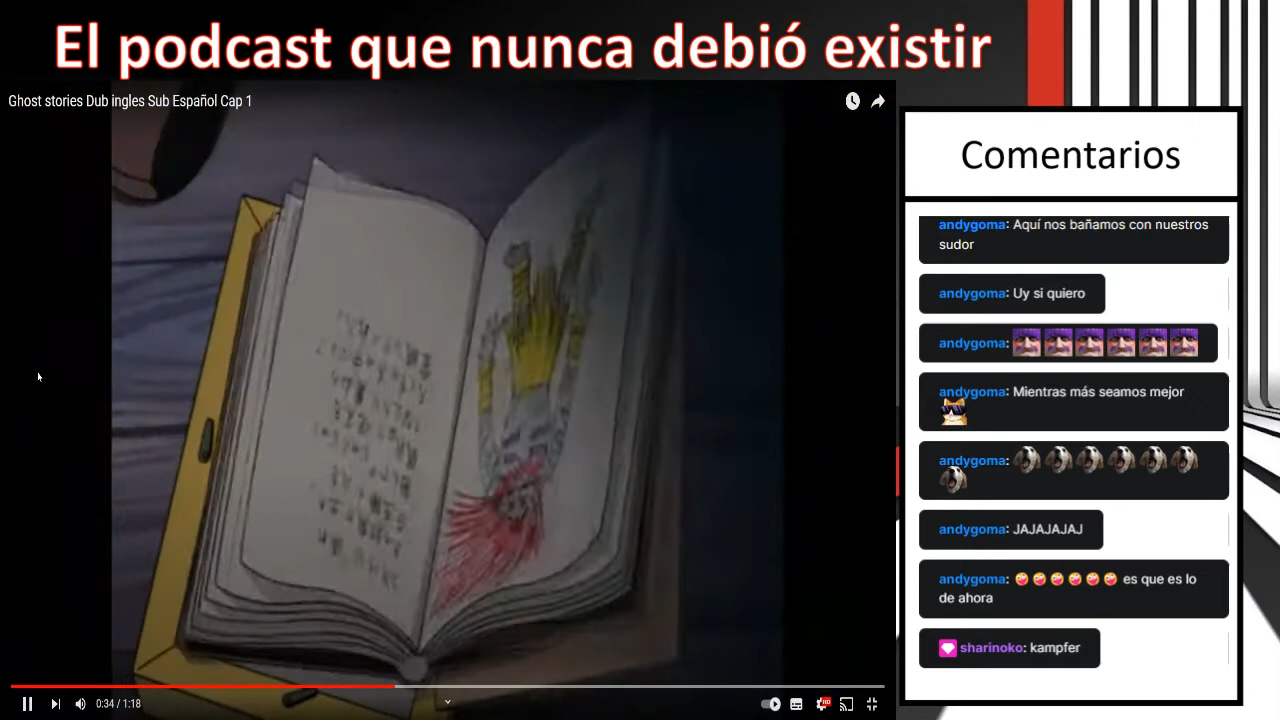 El podcast que nunca debió existir
Ghost stories Dub ingles Sub Español Cap 1
0:34 / 1:18
HD
Comentarios
andygoma: Aquí nos bañamos con nuestros
sudor
andygoma: Uy si quiero
andygoma:
andygoma: Mientras más seamos mejor
andygoma:
andygoma: JAJAJAJAJ
andygoma: 🤪🤪🤪🤪🤪🤪 es que es lo
de ahora
sharinoko: kampfer